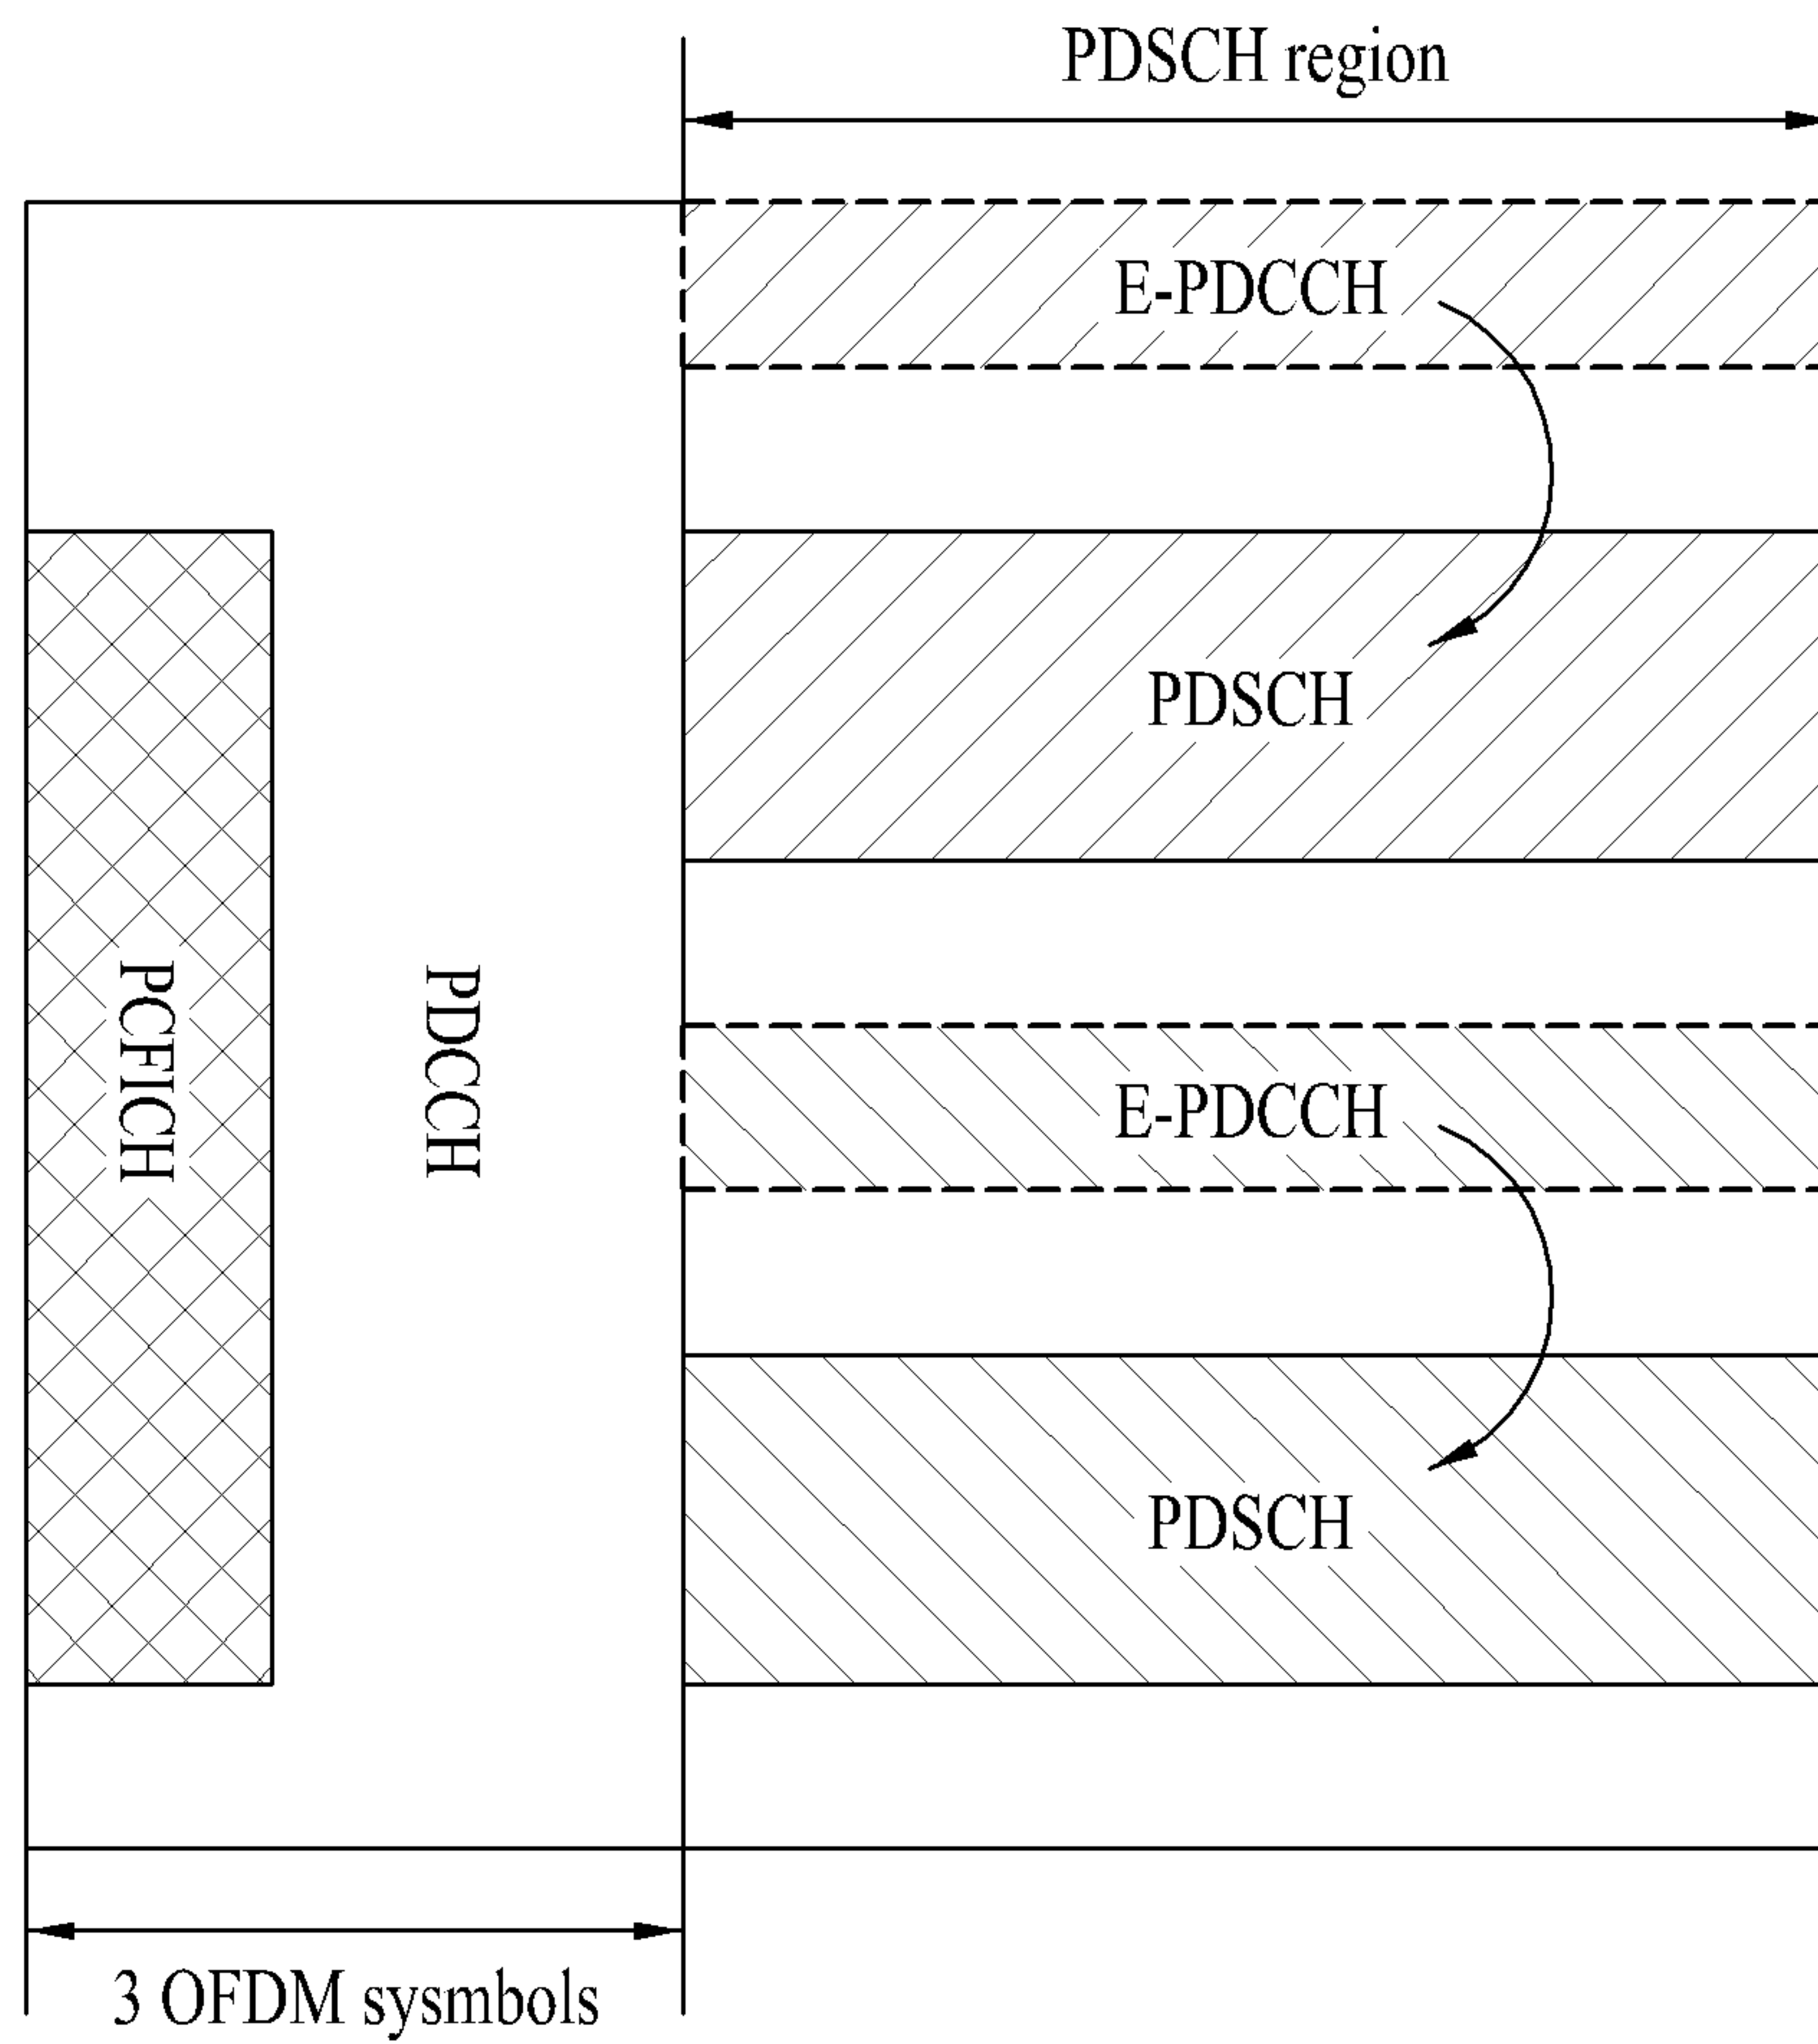 PDSCH region
E-PDCCH
PDSCH
PCFICH
PDCCH
E-PDCCH
PDSCH
3 OFDM sysmbols